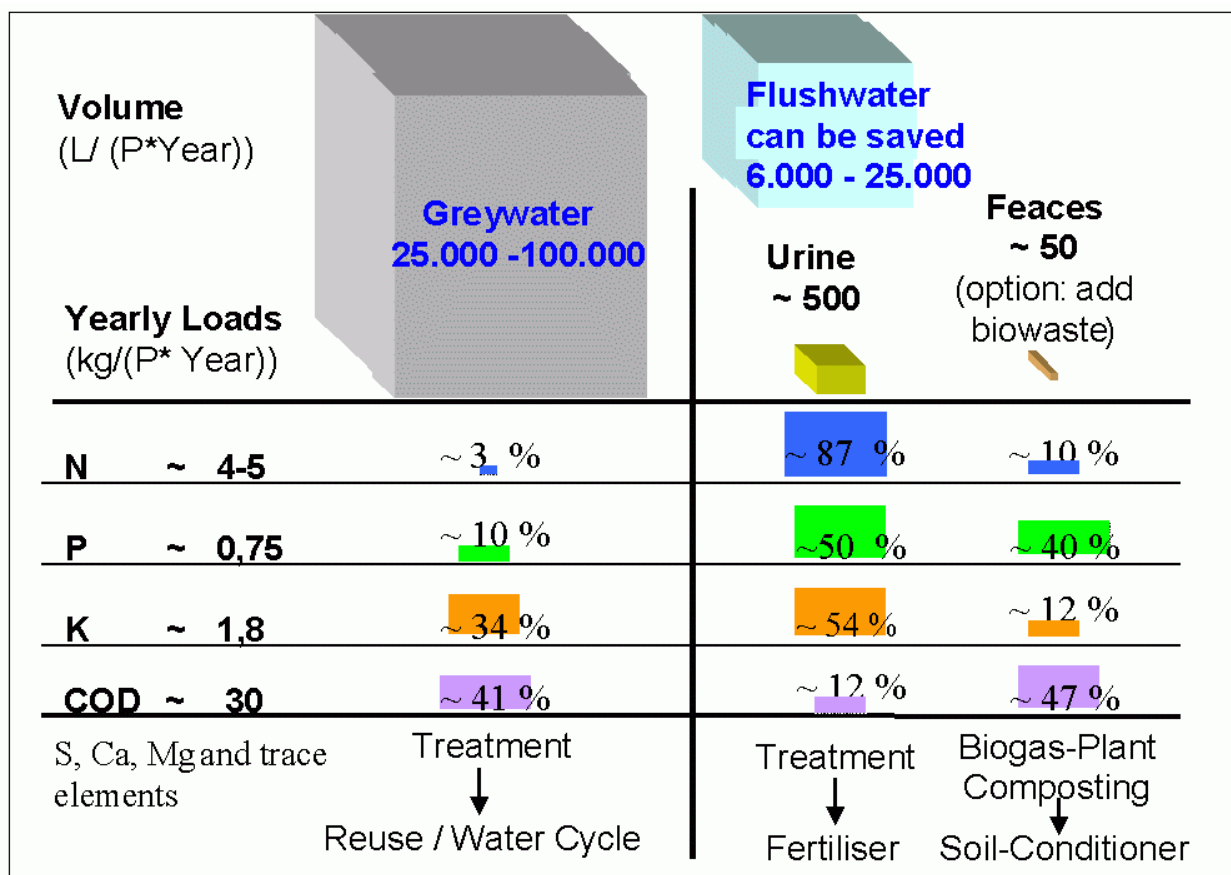 Volume
(L/ (P*Year))
Greywater
25.000 -100.000
Flushwater
can be saved
6.000 - 25.000
Urine
~ 500
Feaces
~ 50
(option: add
biowaste)
Yearly Loads
(kg/(P* Year))
N ~ 4-5 ~ 3 % ~ 87 % ~ 10 %
P ~ 0,75 ~ 10 % ~50 % ~ 40 %
K ~ 1,8 ~ 34 % ~ 54 % ~ 12 %
COD ~ 30 ~ 41 % ~ 12 % ~ 47 %
S, Ca, Mg and trace
elements
Treatment
Reuse / Water Cycle
Treatment
Fertiliser
Biogas-Plant
Composting
Soil-Conditioner